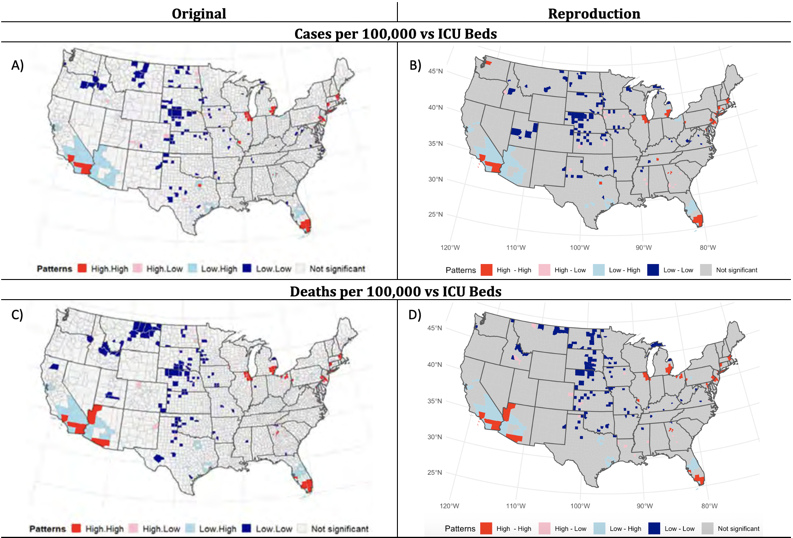 Original Reproduction
Cases per 100,000 vs ICU Beds
A) B)
45°N
40°N
35°N
30°N
25°N
120°W 110°W 100°W 90°W 80°W
Patterns High.High High.Low Low.High Low.Low Not significant
Patterns High - High High - Low Low - High Low - Low Not significant
Deaths per 100,000 vs ICU Beds
C) D)
45°N
40°N
35°N
30°N
25°N
120°W 110°W 100°W 90°W 80°W
Patterns High.High High.Low Low.High Low.Low Not significant
Patterns High - High High - Low Low - High Low - Low Not significant